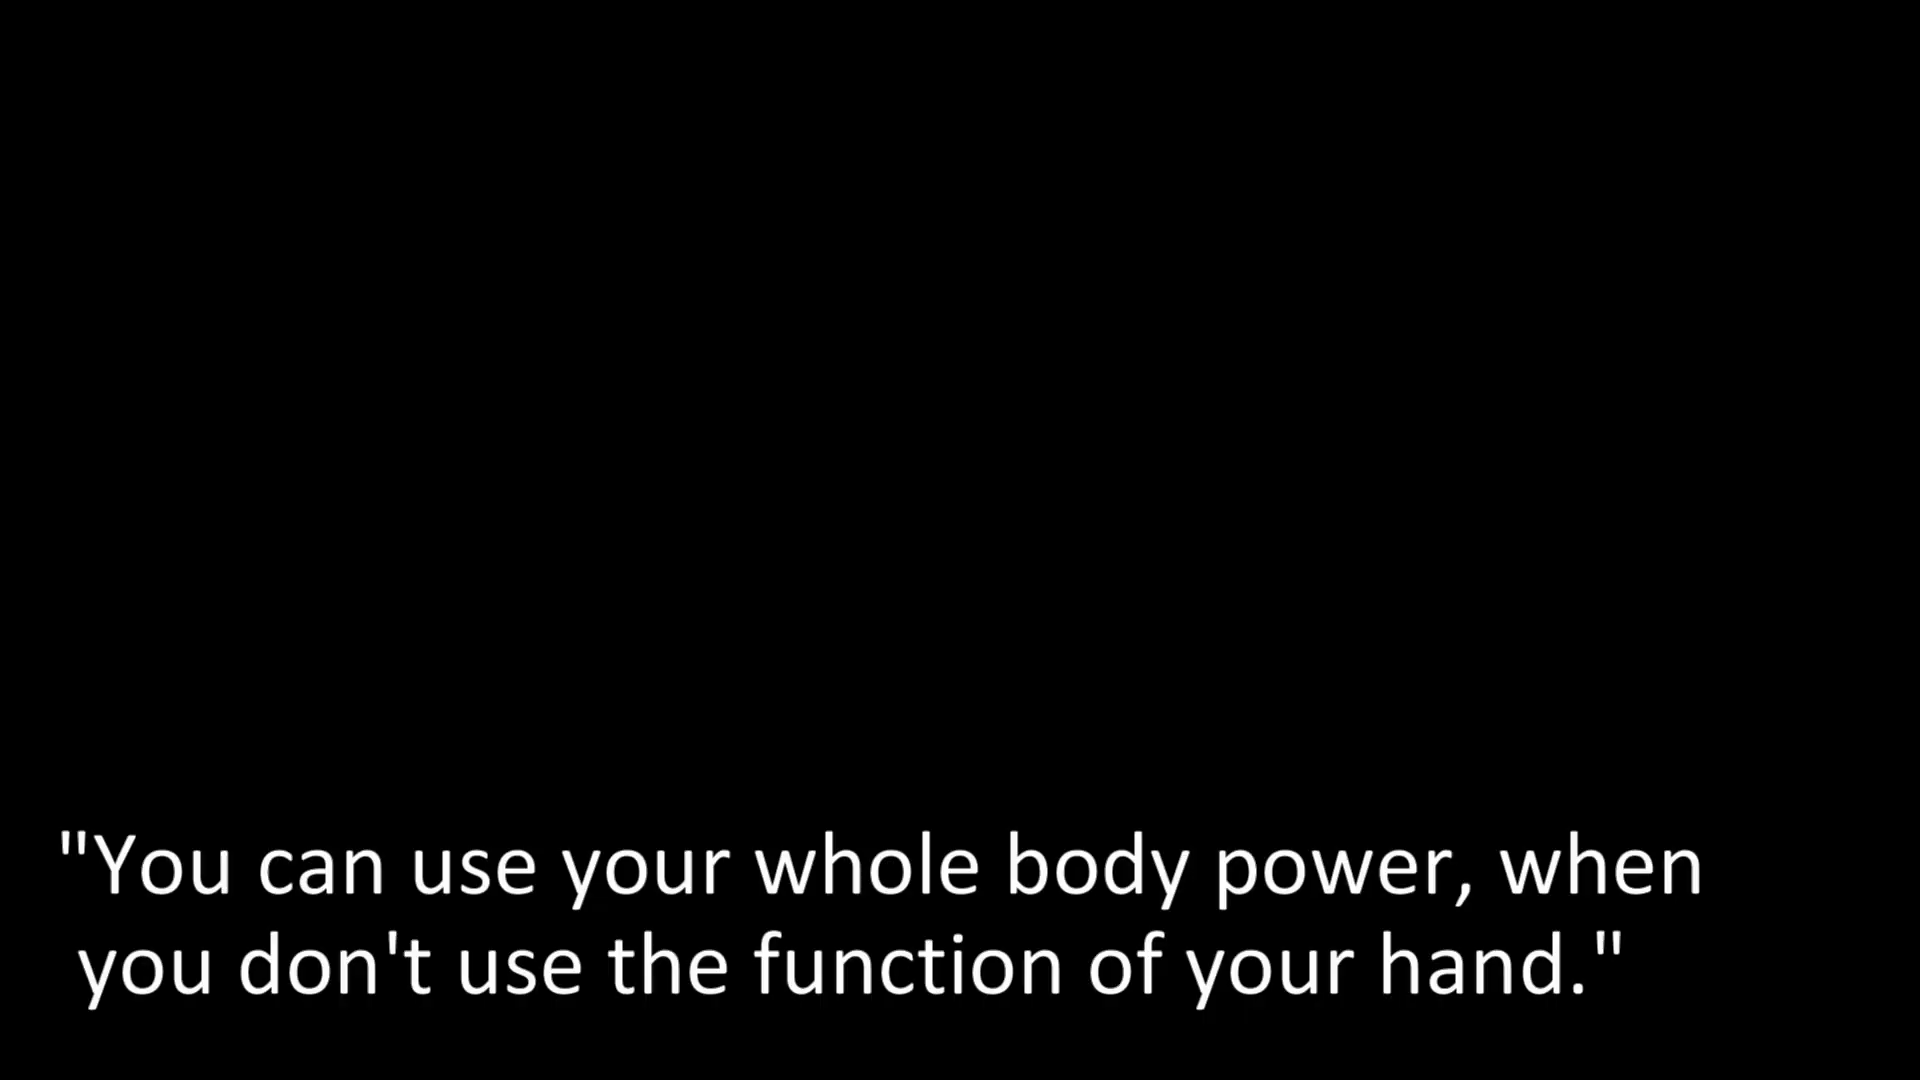 "You can use your whole body power, when
you don't use the function of your hand."